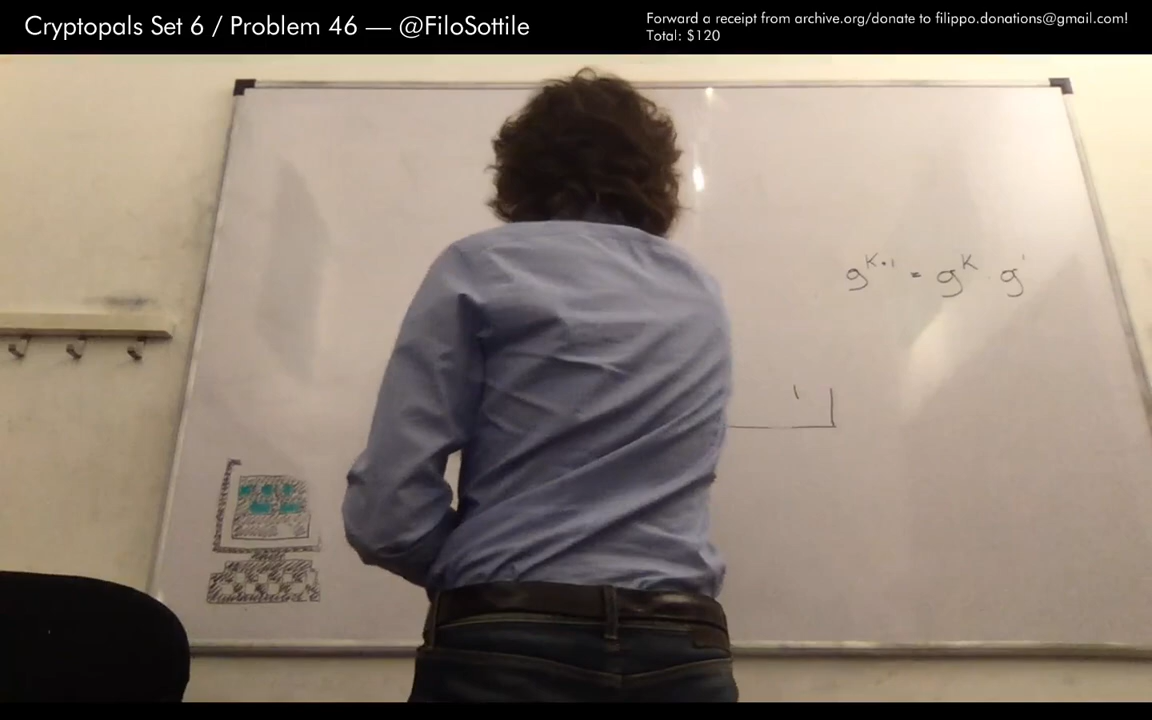 Cryptopals Set 6 / Problem 46 — @FiloSottile
Forward a receipt from archive.org/donate to filippo.donations@gmail.com!
Total: $120
g^{k+1} = g^k · g^1